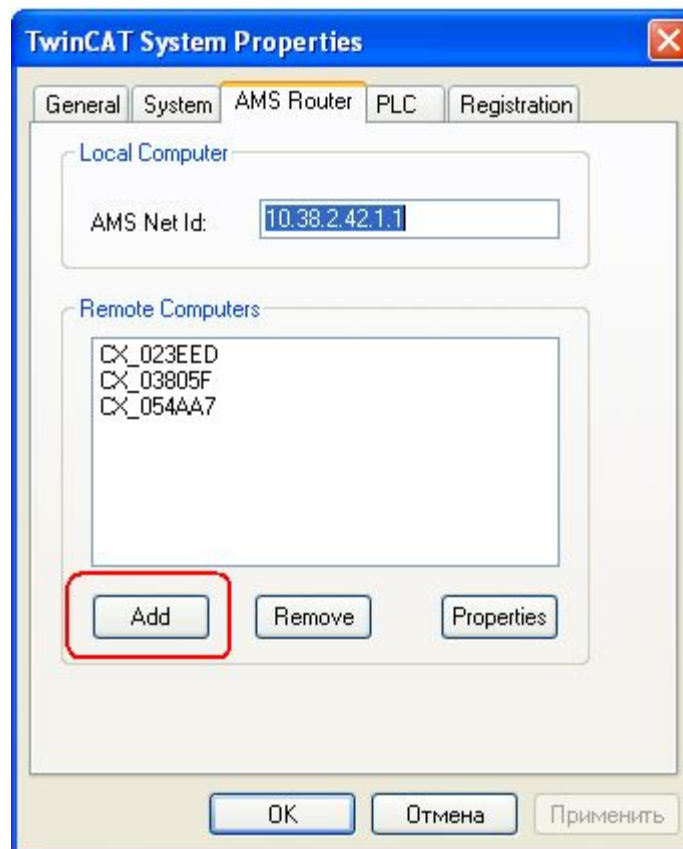 TwinCAT System Properties
General System AMS Router PLC Registration
Local Computer
AMS Net Id: 10.38.2.42.1.1
Remote Computers
CX_023EED
CX_03805F
CX_054AA7
Add Remove Properties
OK Отмена Применить